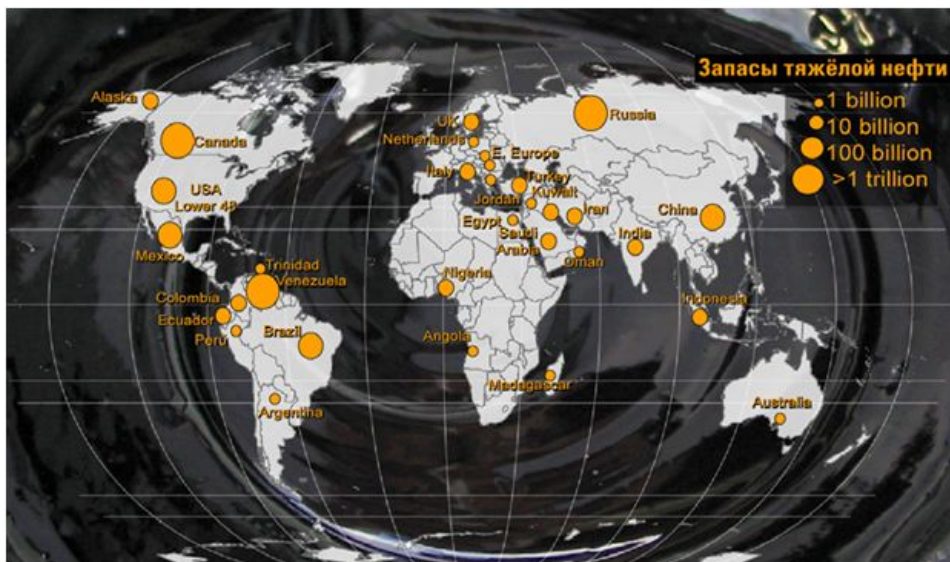 Запасы тяжёлой нефти
1 billion
10 billion
100 billion
>1 trillion
Alaska
Canada
USA
Lower 48
Mexico
Trinidad
Venezuela
Colombia
Ecuador
Peru
Brazil
Argentina
UK
Netherlands
E. Europe
Italy
Turkey
Jordan
Kuwait
Iran
Egypt
Saudi
Arabia
Oman
Nigeria
Angola
Madagascar
Russia
China
India
Indonesia
Australia